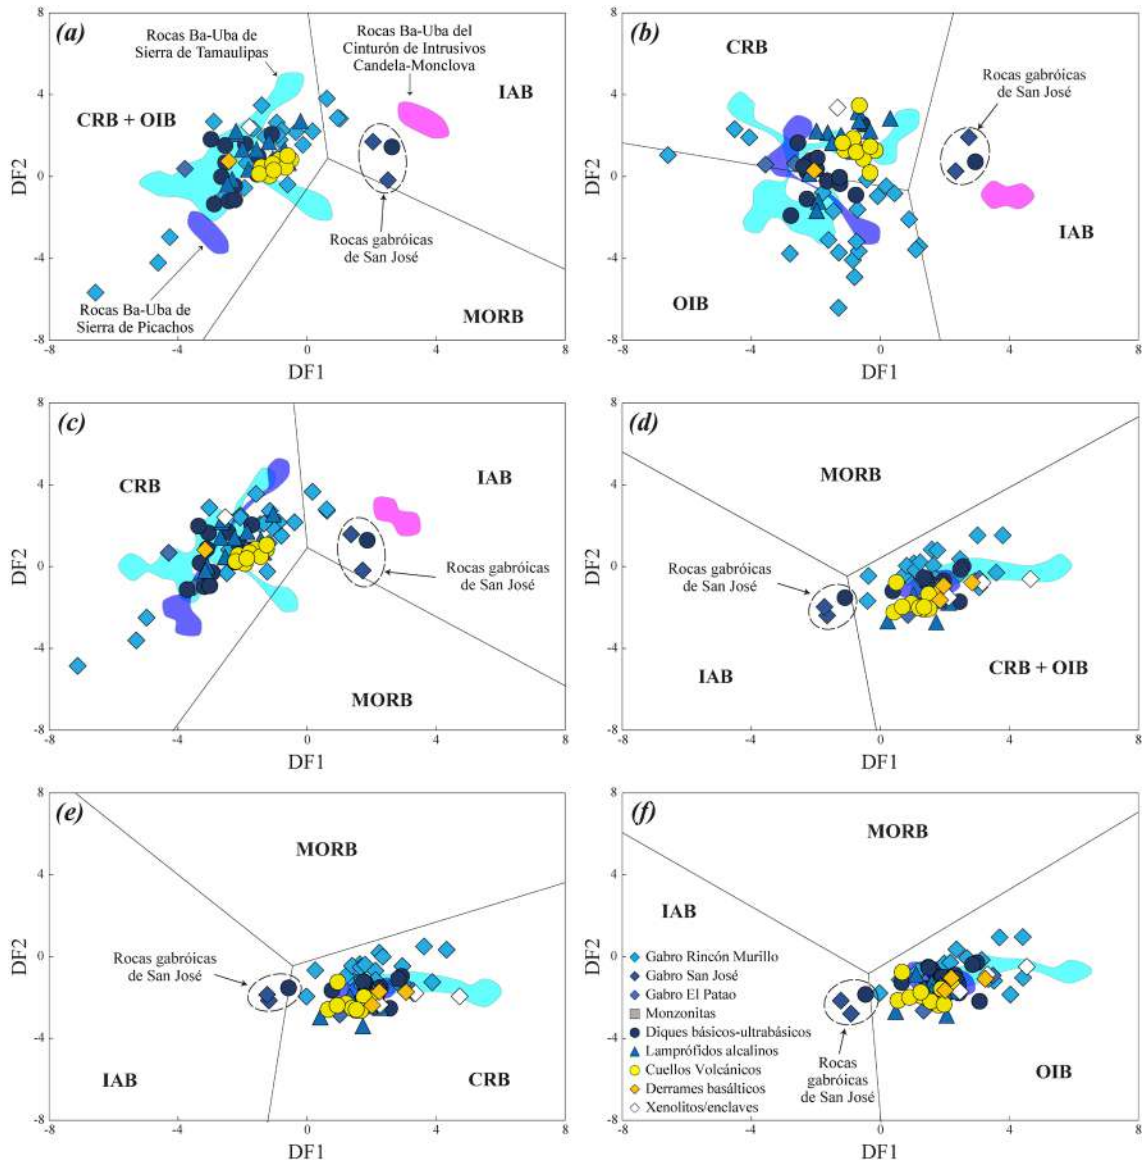 (a)
Rocas Ba-Uba de
Sierra de Tamaulipas
Rocas Ba-Uba del
Cinturón de Intrusivos
Candela-Monclova
CRB + OIB
IAB
Rocas gabróicas
de San José
Rocas Ba-Uba de
Sierra de Picachos
MORB
8
4
0
-4
-8
DF2
-8
-4
0
4
8
DF1
(b)
CRB
Rocas gabróicas
de San José
IAB
OIB
8
4
0
-4
-8
DF2
-8
-4
0
4
8
DF1
(c)
CRB
IAB
Rocas gabróicas
de San José
MORB
8
4
0
-4
-8
DF2
-8
-4
0
4
8
DF1
(d)
MORB
Rocas gabróicas
de San José
IAB
CRB + OIB
8
4
0
-4
-8
DF2
-8
-4
0
4
8
DF1
(e)
MORB
Rocas gabróicas
de San José
IAB
CRB
8
4
0
-4
-8
DF2
-8
-4
0
4
8
DF1
(f)
MORB
IAB
Gabro Rincón Murillo
Gabro San José
Gabro El Patao
Monzonitas
Diques básicos-ultrabásicos
Lamprófidos alcalinos
Cuellos Volcánicos
Derrames basálticos
Xenolitos/enclaves
Rocas
gabróicas
de San José
OIB
8
4
0
-4
-8
DF2
-8
-4
0
4
8
DF1